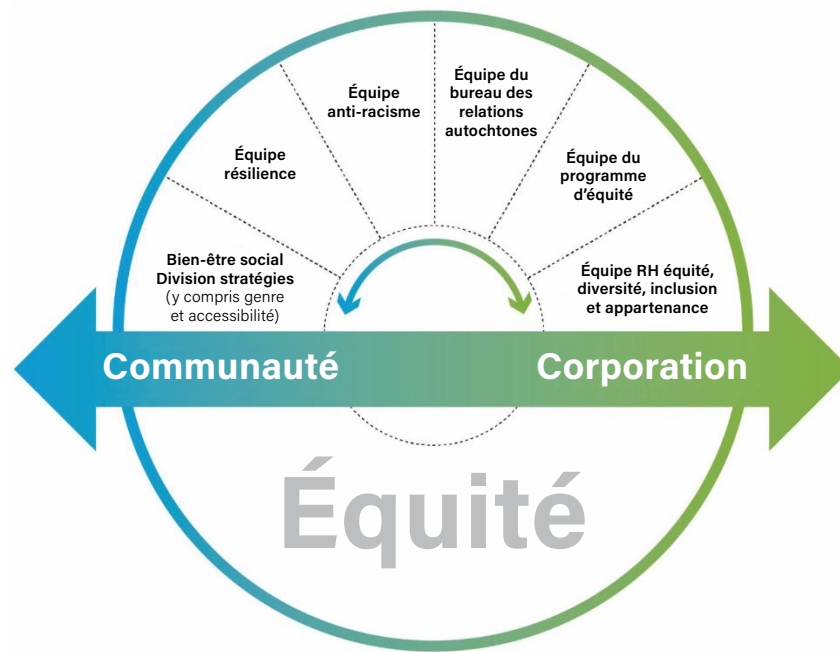 Bien-être social
Division stratégies
(y compris genre
et accessibilité)
Équipe
résilience
Équipe
anti-racisme
Équipe du
bureau des
relations
autochtones
Équipe du
programme
d'équité
Équipe RH équité,
diversité, inclusion
et appartenance
Communauté
Corporation
Équité